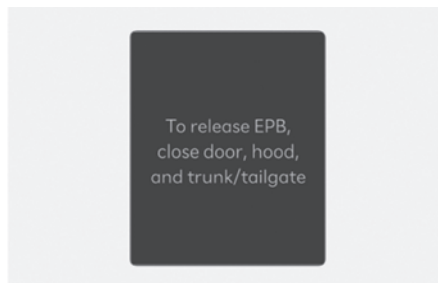 To release EPB,
close door, hood,
and trunk/tailgate